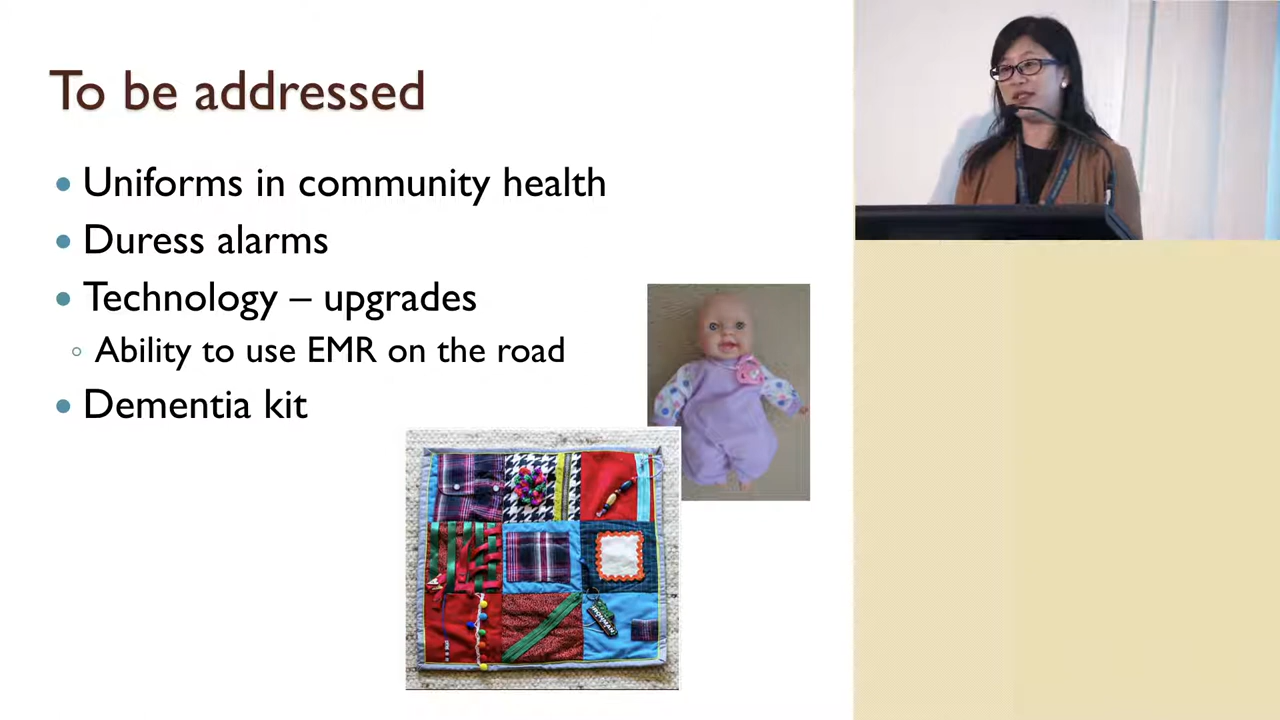 To be addressed
• Uniforms in community health
• Duress alarms
• Technology – upgrades
◦ Ability to use EMR on the road
• Dementia kit